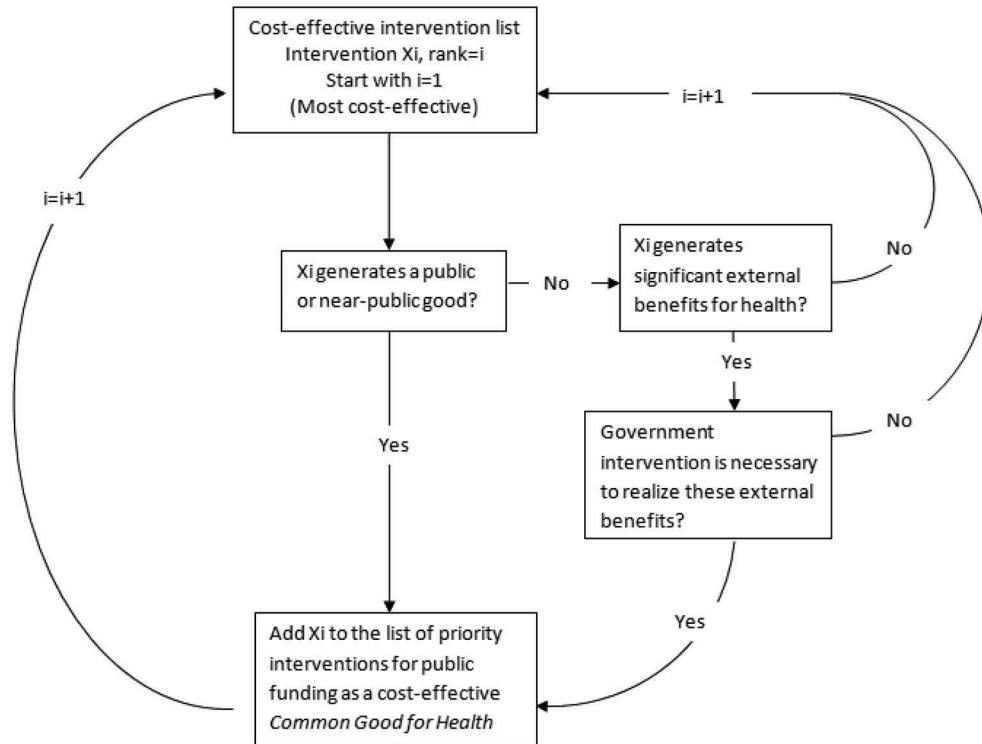 Cost-effective intervention list
Intervention Xi, rank=i
Start with i=1
(Most cost-effective)
i=i+1
i=i+1
Xi generates a public
or near-public good?
No
Xi generates
significant external
benefits for health?
No
Yes
Yes
Government
intervention is necessary
to realize these external
benefits?
No
Yes
Add Xi to the list of priority
interventions for public
funding as a cost-effective
Common Good for Health